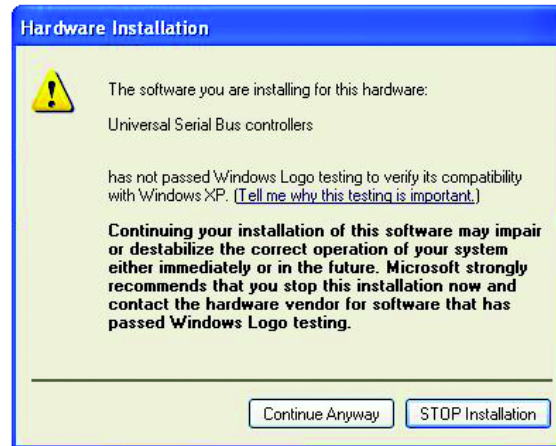 Hardware Installation
The software you are installing for this hardware:
Universal Serial Bus controllers
has not passed Windows Logo testing to verify its compatibility
with Windows XP. (Tell me why this testing is important.)
Continuing your installation of this software may impair
or destabilize the correct operation of your system
either immediately or in the future. Microsoft strongly
recommends that you stop this installation now and
contact the hardware vendor for software that has
passed Windows Logo testing.
Continue Anyway STOP Installation